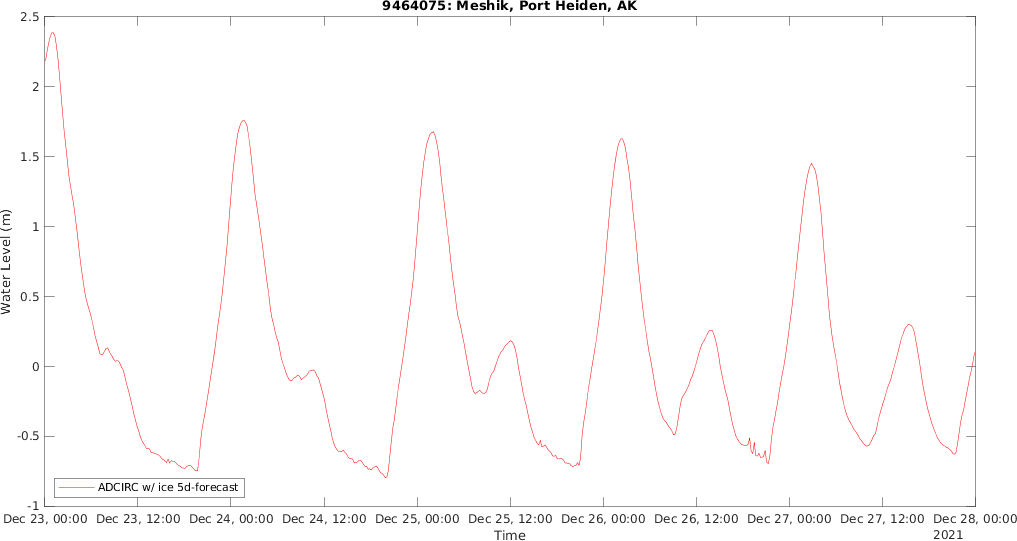 9464075: Meshik, Port Heiden, AK
2.5
2
1.5
1
0.5
0
-0.5
-1
Water Level (m)
ADCIRC w/ ice 5d-forecast
Dec 23, 00:00 Dec 23, 12:00 Dec 24, 00:00 Dec 24, 12:00 Dec 25, 00:00 Dec 25, 12:00 Dec 26, 00:00 Dec 26, 12:00 Dec 27, 00:00 Dec 27, 12:00 Dec 28, 00:00
Time
2021